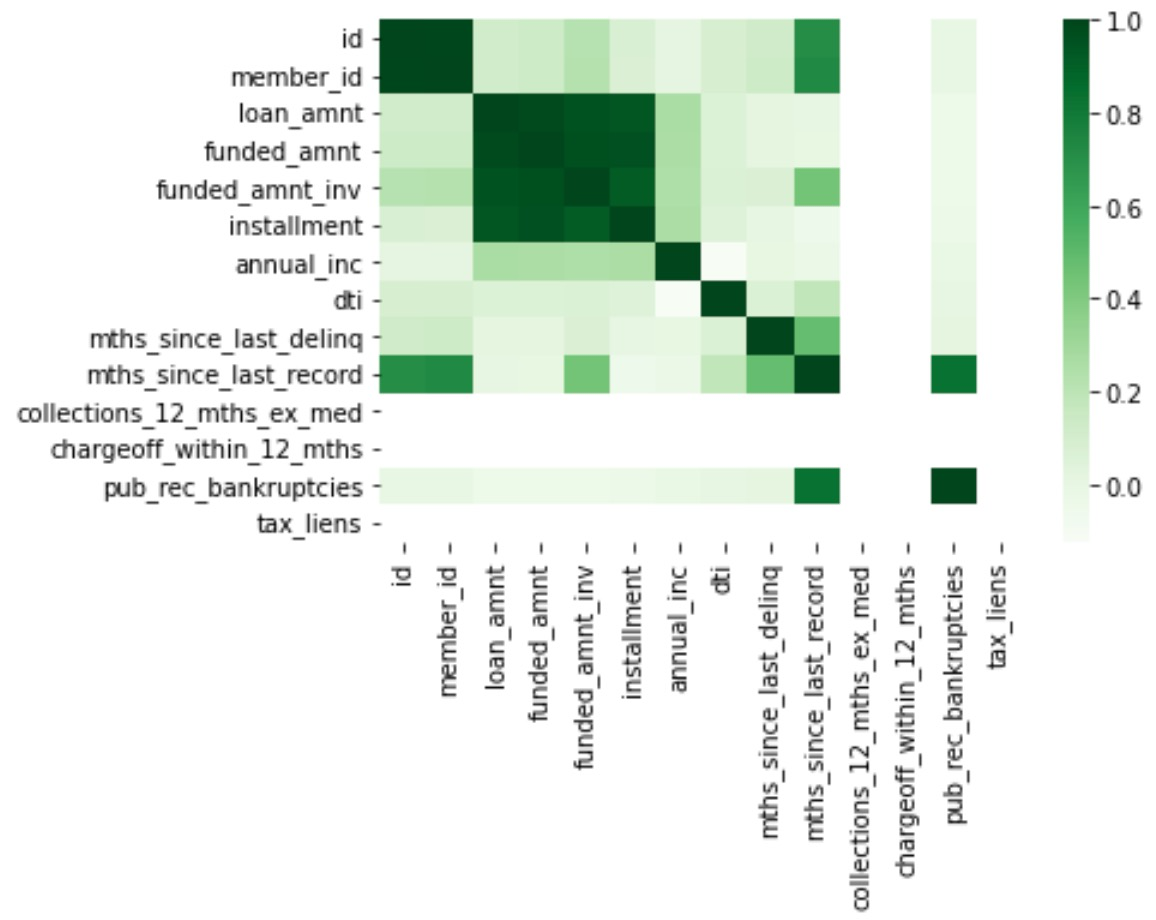 id
member_id
loan_amnt
funded_amnt
funded_amnt_inv
installment
annual_inc
dti
mths_since_last_delinq
mths_since_last_record
collections_12_mths_ex_med
chargeoff_within_12_mths
pub_rec_bankruptcies
tax_liens
id
member_id
loan_amnt
funded_amnt
funded_amnt_inv
installment
annual_inc
dti
mths_since_last_delinq
mths_since_last_record
collections_12_mths_ex_med
chargeoff_within_12_mths
pub_rec_bankruptcies
tax_liens
1.0
0.8
0.6
0.4
0.2
0.0